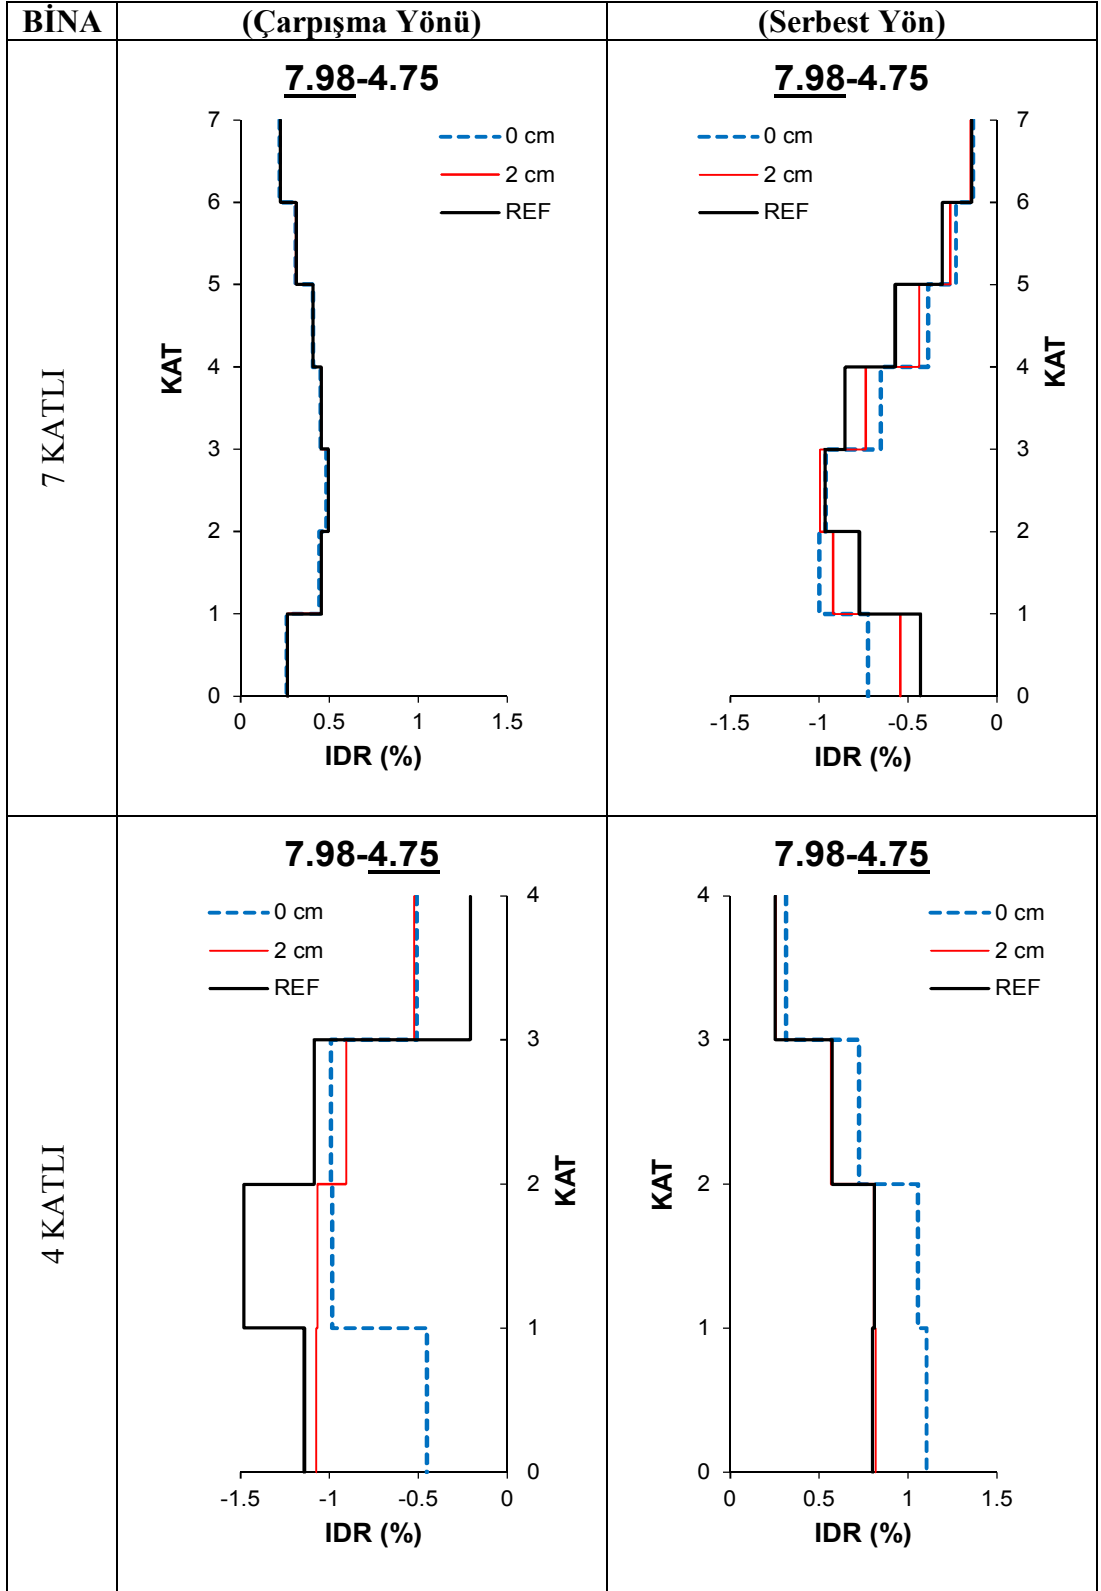 BİNA
(Çarpışma Yönü)
(Serbest Yön)
7 KATLI
7.98-4.75
0 cm
2 cm
REF
KAT
7
6
5
4
3
2
1
0
0 0.5 1 1.5
IDR (%)
7.98-4.75
0 cm
2 cm
REF
KAT
7
6
5
4
3
2
1
0
-1.5 -1 -0.5 0
IDR (%)
4 KATLI
7.98-4.75
0 cm
2 cm
REF
KAT
4
3
2
1
0
-1.5 -1 -0.5 0
IDR (%)
7.98-4.75
0 cm
2 cm
REF
KAT
4
3
2
1
0
0 0.5 1 1.5
IDR (%)